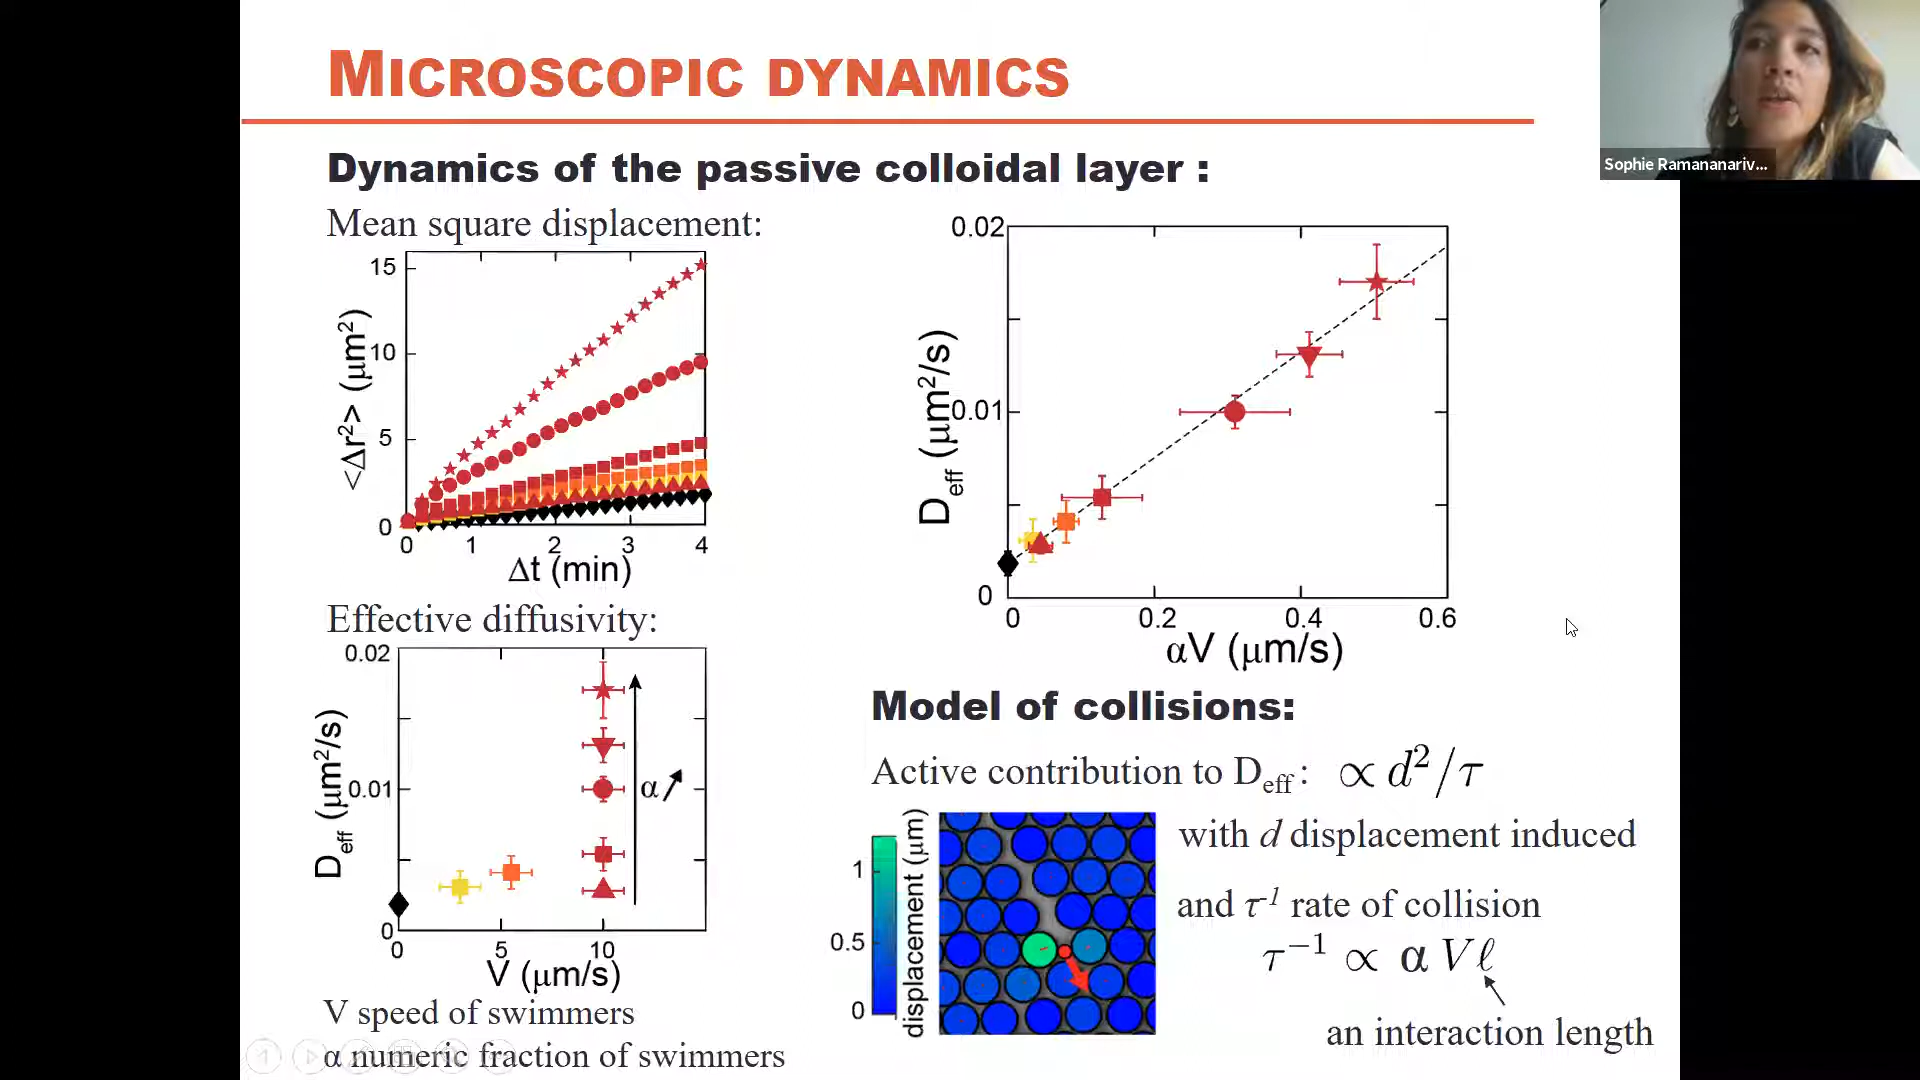 MICROSCOPIC DYNAMICS
Sophie Ramananariv...
Dynamics of the passive colloidal layer :
Mean square displacement:
<Δr²> (μm²)
15
10
5
0
0 1 2 3 4
Δt (min)
Effective diffusivity:
D_eff (μm²/s)
0.02
0.01
0
α
0 5 10
V (μm/s)
V speed of swimmers
α numeric fraction of swimmers
D_eff (μm²/s)
0.02
0.01
0
0 0.2 0.4 0.6
αV (μm/s)
Model of collisions:
Active contribution to D_eff : ∝ d²/τ
displacement (μm)
1
0.5
0
with d displacement induced
and τ⁻¹ rate of collision
τ⁻¹ ∝ α Vℓ
an interaction length